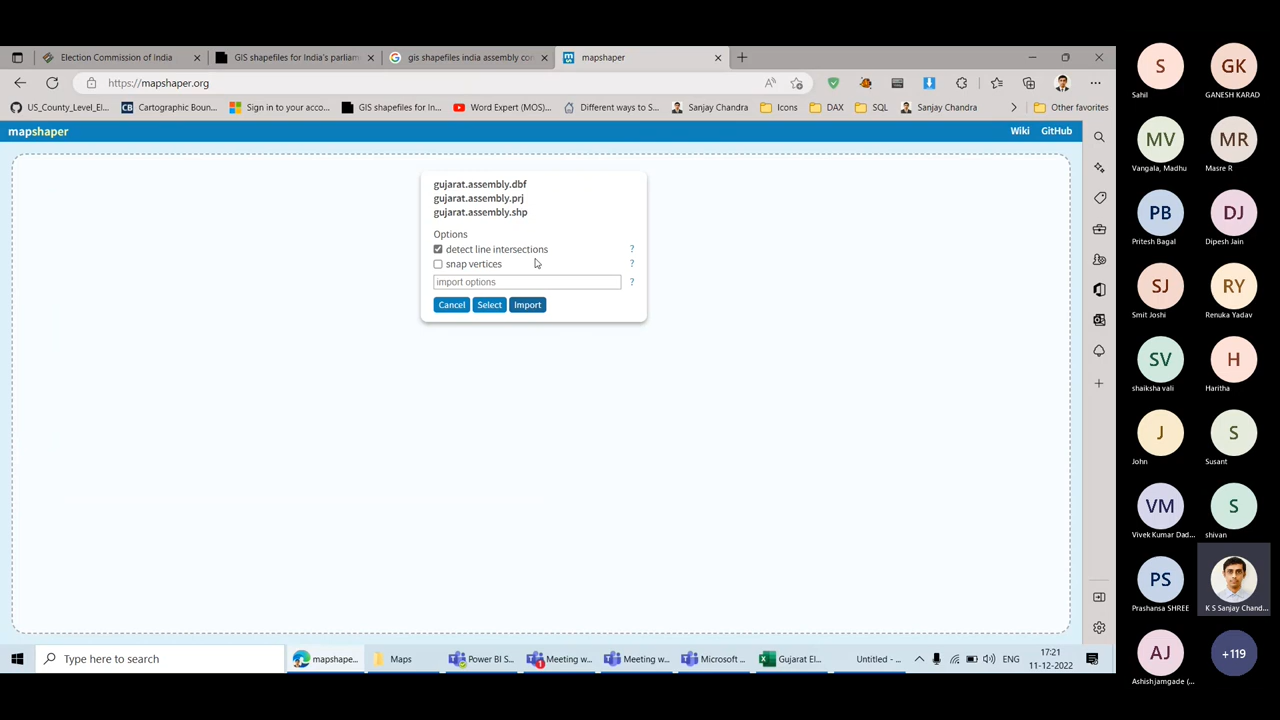 Election Commission of India
GIS shapefiles for India's parliam
gis shapefiles india assembly con
mapshaper
https://mapshaper.org
US_County_Level_El...
Cartographic Boun...
Sign in to your acco...
GIS shapefiles for In...
Word Expert (MOS)...
Different ways to S...
Sanjay Chandra
Icons
DAX
SQL
Sanjay Chandra
Other favorites
mapshaper
Wiki
GitHub
gujarat.assembly.dbf
gujarat.assembly.prj
gujarat.assembly.shp
Options
detect line intersections ?
snap vertices ?
import options ?
Cancel Select Import
S
Sahil
GK
GANESH KARAD
MV
Vangala, Madhu
MR
Masre R
PB
Pritesh Bagal
DJ
Dipesh Jain
SJ
Smit Joshi
RY
Renuka Yadav
SV
shaiksha vali
H
Haritha
J
John
S
Susant
VM
Vivek Kumar Dad...
S
shivan
PS
Prashansa SHREE
K S Sanjay Chand...
AJ
Ashish jamgade (...
+119
Type here to search
mapshape...
Maps
Power BI S...
1
Meeting w...
Meeting w...
Microsoft ...
Gujarat El...
Untitled - ...
ENG
17:21
11-12-2022